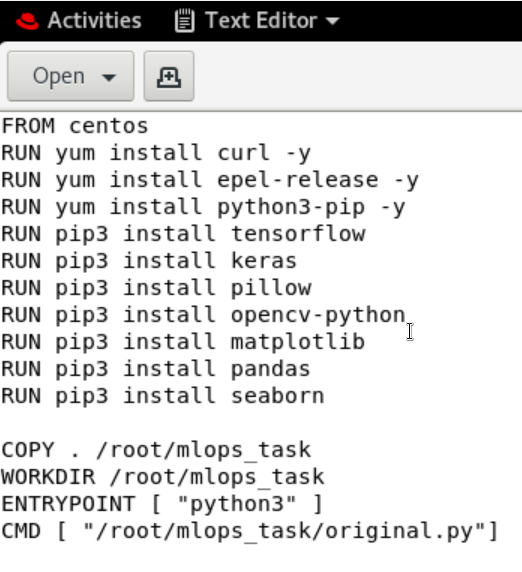 Activities Text Editor
Open
FROM centos
RUN yum install curl -y
RUN yum install epel-release -y
RUN yum install python3-pip -y
RUN pip3 install tensorflow
RUN pip3 install keras
RUN pip3 install pillow
RUN pip3 install opencv-python
RUN pip3 install matplotlib
RUN pip3 install pandas
RUN pip3 install seaborn
COPY . /root/mlops_task
WORKDIR /root/mlops_task
ENTRYPOINT [ "python3" ]
CMD [ "/root/mlops_task/original.py"]